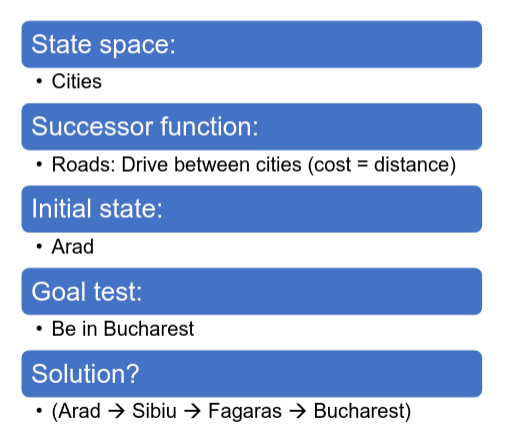 State space:
• Cities
Successor function:
• Roads: Drive between cities (cost = distance)
Initial state:
• Arad
Goal test:
• Be in Bucharest
Solution?
• (Arad → Sibiu → Fagaras → Bucharest)